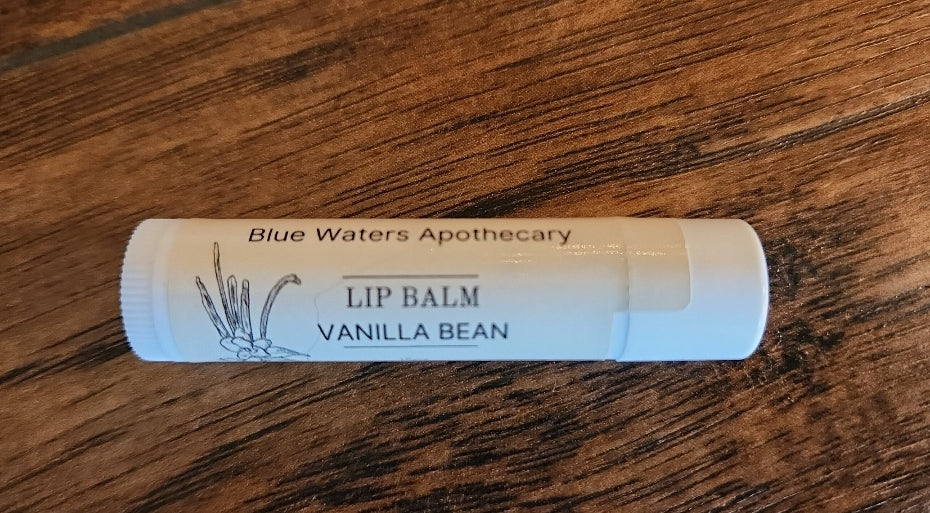 Blue Waters Apothecary
LIP BALM
VANILLA BEAN